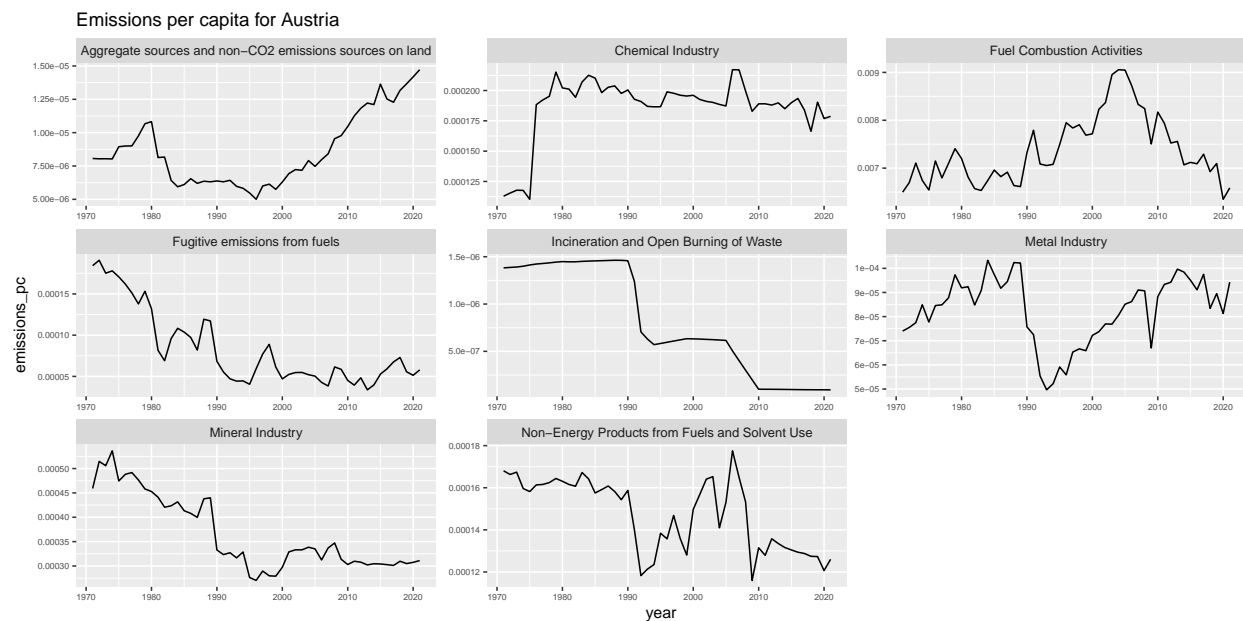 Emissions per capita for Austria
Aggregate sources and non−CO2 emissions sources on land
Chemical Industry
Fuel Combustion Activities
1.50e−05
1.25e−05
1.00e−05
7.50e−06
5.00e−06
1970 1980 1990 2000 2010 2020
0.000200
0.000175
0.000150
0.000125
1970 1980 1990 2000 2010 2020
0.009
0.008
0.007
1970 1980 1990 2000 2010 2020
Fugitive emissions from fuels
Incineration and Open Burning of Waste
Metal Industry
0.00015
0.00010
0.00005
1970 1980 1990 2000 2010 2020
1.5e−06
1.0e−06
5.0e−07
1970 1980 1990 2000 2010 2020
1e−04
9e−05
8e−05
7e−05
6e−05
5e−05
1970 1980 1990 2000 2010 2020
Mineral Industry
Non−Energy Products from Fuels and Solvent Use
0.00050
0.00045
0.00040
0.00035
0.00030
1970 1980 1990 2000 2010 2020
0.00018
0.00016
0.00014
0.00012
1970 1980 1990 2000 2010 2020
emissions_pc
year